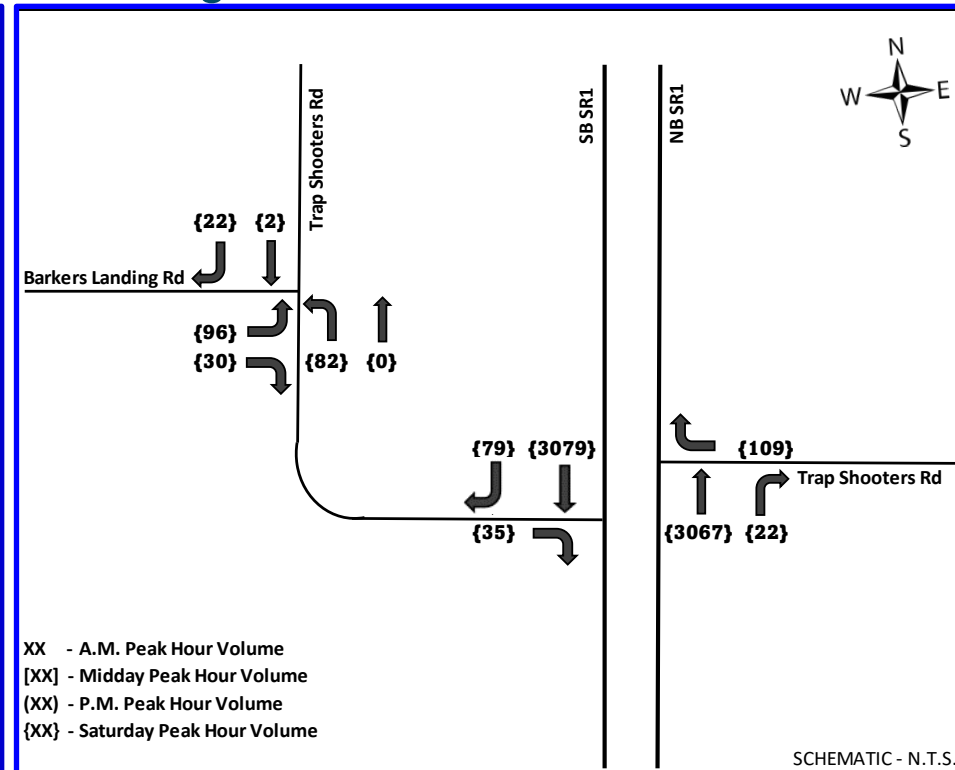 N
W E
S
Trap Shooters Rd
SB SR1
NB SR1
{22} {2}
Barkers Landing Rd
{96}
{30} {82} {0}
{79} {3079} {109}
Trap Shooters Rd
{35} {3067} {22}
XX - A.M. Peak Hour Volume
[XX] - Midday Peak Hour Volume
(XX) - P.M. Peak Hour Volume
{XX} - Saturday Peak Hour Volume
SCHEMATIC - N.T.S.